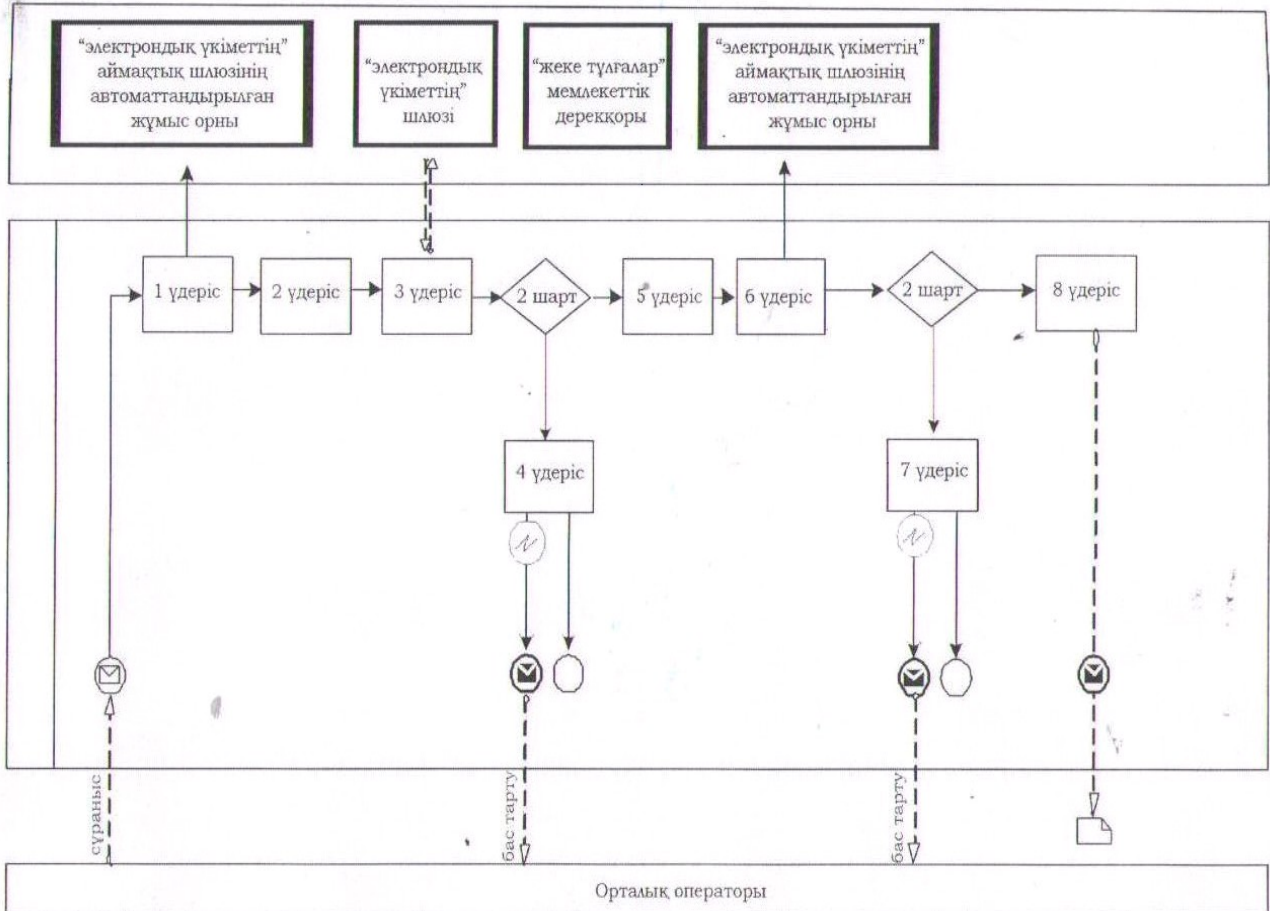 “электрондық үкіметтің”
аймақтық шлюзінің
автоматтандырылған
жұмыс орны
“электрондық
үкіметтің”
шлюзі
“жеке тұлғалар”
мемлекеттік
дерекқоры
“электрондық үкіметтің”
аймақтық шлюзінің
автоматтандырылған
жұмыс орны
1 үдеріс
2 үдеріс
3 үдеріс
2 шарт
5 үдеріс
6 үдеріс
2 шарт
8 үдеріс
4 үдеріс
7 үдеріс
сұраныс
бас тарту
бас тарту
Орталық операторы